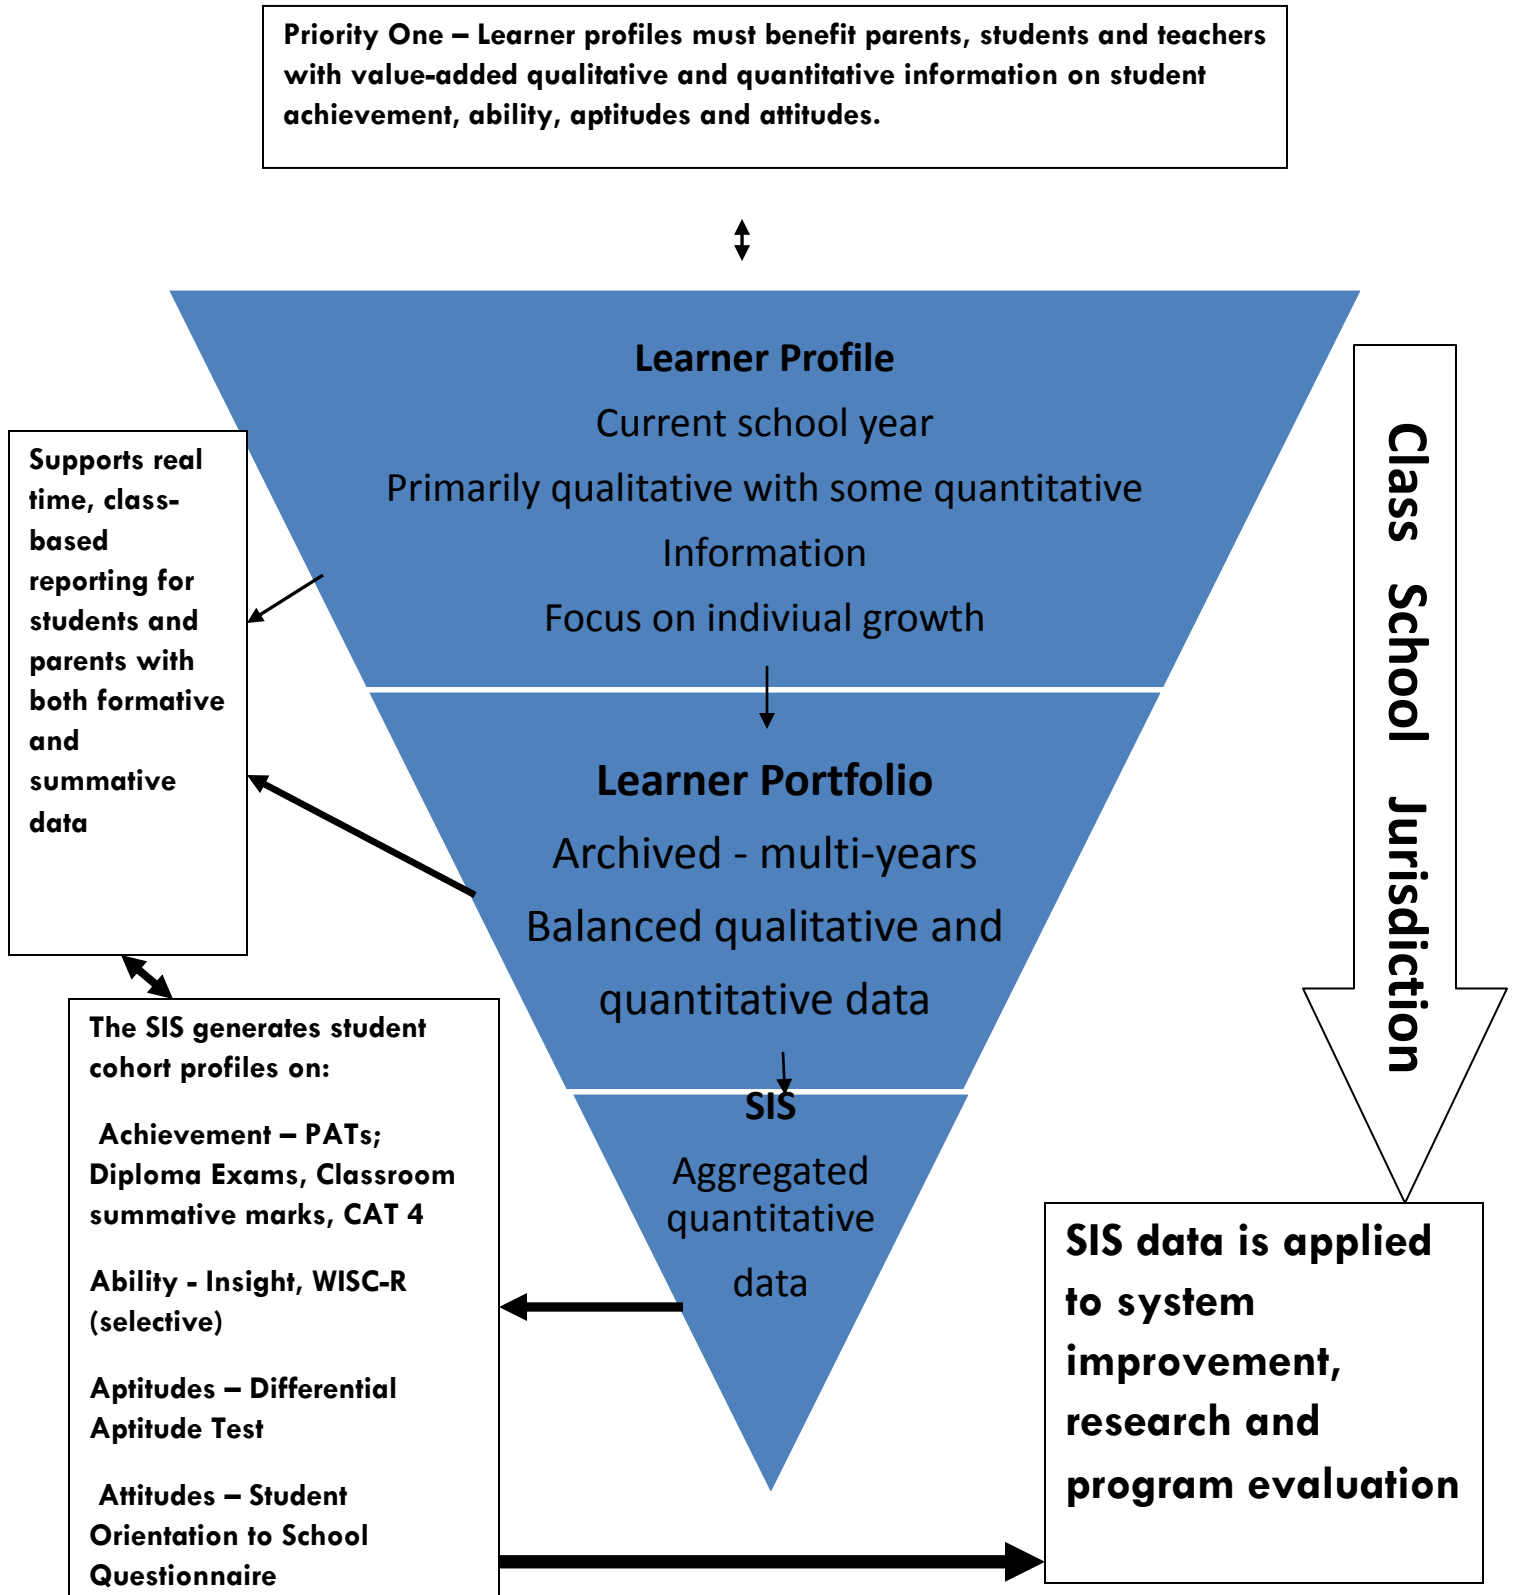 Priority One – Learner profiles must benefit parents, students and teachers
with value-added qualitative and quantitative information on student
achievement, ability, aptitudes and attitudes.
Learner Profile
Current school year
Primarily qualitative with some quantitative
Information
Focus on indiviual growth
Supports real
time, class-
based
reporting for
students and
parents with
both formative
and
summative
data
Class School Jurisdiction
Learner Portfolio
Archived - multi-years
Balanced qualitative and
quantitative data
The SIS generates student
cohort profiles on:
Achievement – PATs;
Diploma Exams, Classroom
summative marks, CAT 4
Ability - Insight, WISC-R
(selective)
Aptitudes – Differential
Aptitude Test
Attitudes – Student
Orientation to School
Questionnaire
SIS
Aggregated
quantitative
data
SIS data is applied
to system
improvement,
research and
program evaluation